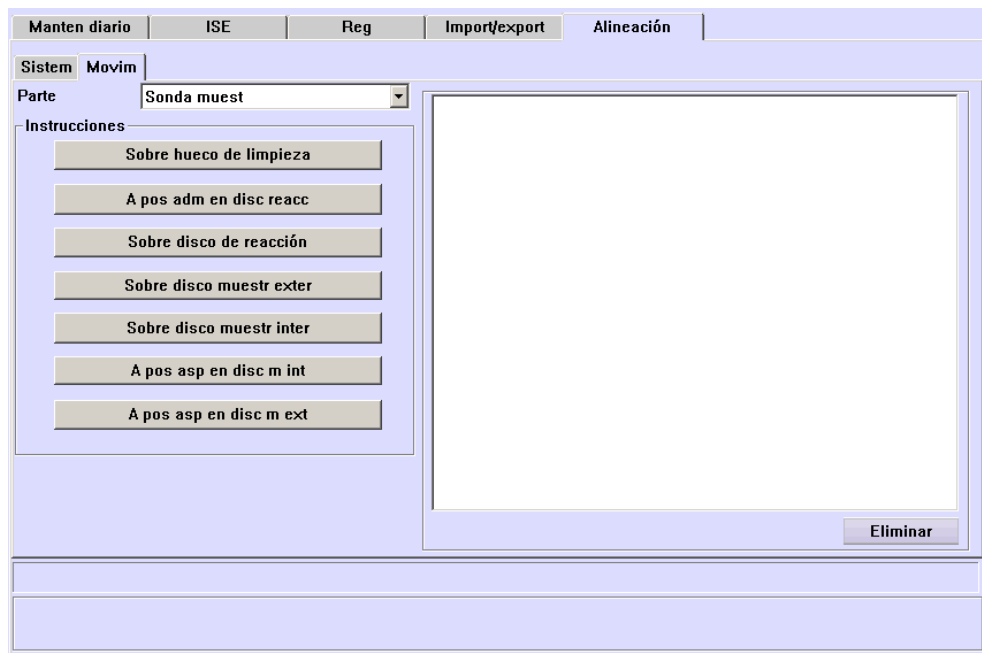 Manten diario ISE Reg Import/export Alineación
Sistem Movim
Parte Sonda muest
Instrucciones
Sobre hueco de limpieza
A pos adm en disc reacc
Sobre disco de reacción
Sobre disco muestr exter
Sobre disco muestr inter
A pos asp en disc m int
A pos asp en disc m ext
Eliminar